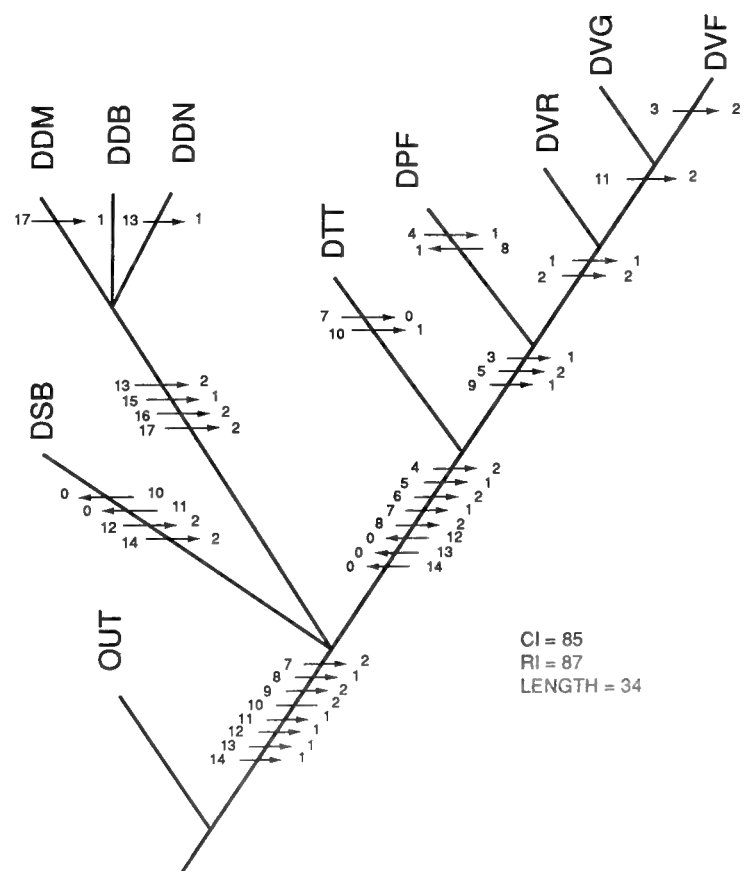 DVF
DVG
3 2
DVR
DDM DDB DDN
DPF
11 2
17 1 13 1
DTT
4 1
1 8
1 1
2 2
7 0
10 1
3 1
5 2
9 1
13 2
15 1
16 2
17 2
DSB
4 2
5 1
6 2
7 1
8 2
0 12
0 13
0 14
0 10
0 11
12 2
14 2
OUT
7 2
8 1
9 2
10 2
11 1
12 1
13 1
14 1
CI = 85
RI = 87
LENGTH = 34